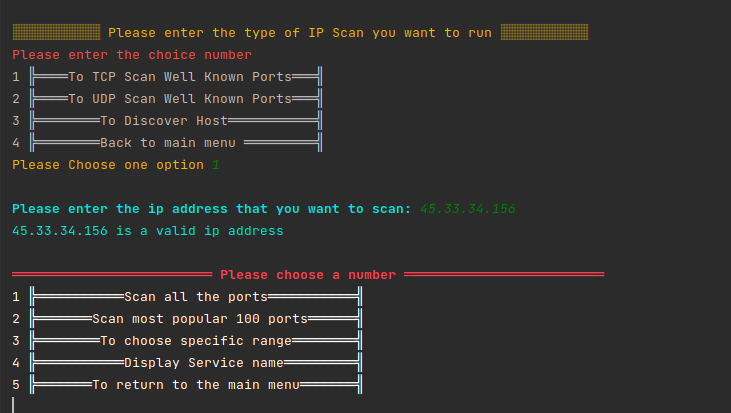 Please enter the type of IP Scan you want to run
Please enter the choice number
1 ╠════To TCP Scan Well Known Ports═══╣
2 ╠════To UDP Scan Well Known Ports═══╣
3 ╠════════To Discover Host═══════════╣
4 ╠════════Back to main menu ═════════╣
Please Choose one option 1
Please enter the ip address that you want to scan: 45.33.34.156
45.33.34.156 is a valid ip address
═════════════════════════ Please choose a number ═════════════════════════
1 ╠═══════════Scan all the ports═══════════╣
2 ╠═══════Scan most popular 100 ports══════╣
3 ╠════════To choose specific range════════╣
4 ╠═══════════Display Service name═════════╣
5 ╠═══════To return to the main menu═══════╣